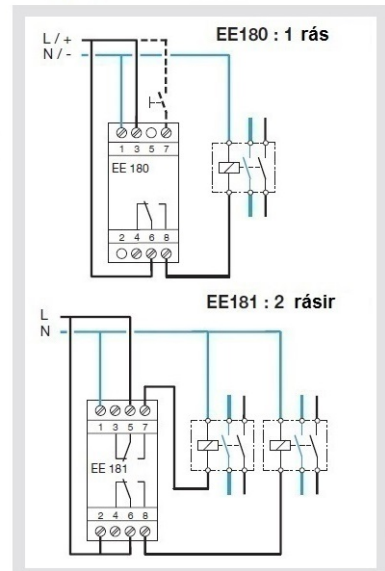 EE180 : 1 rás
L / +
N / -
1 3 5 7
EE 180
2 4 6 8
EE181 : 2 rásir
L
N
1 3 5 7
EE 181
2 4 6 8